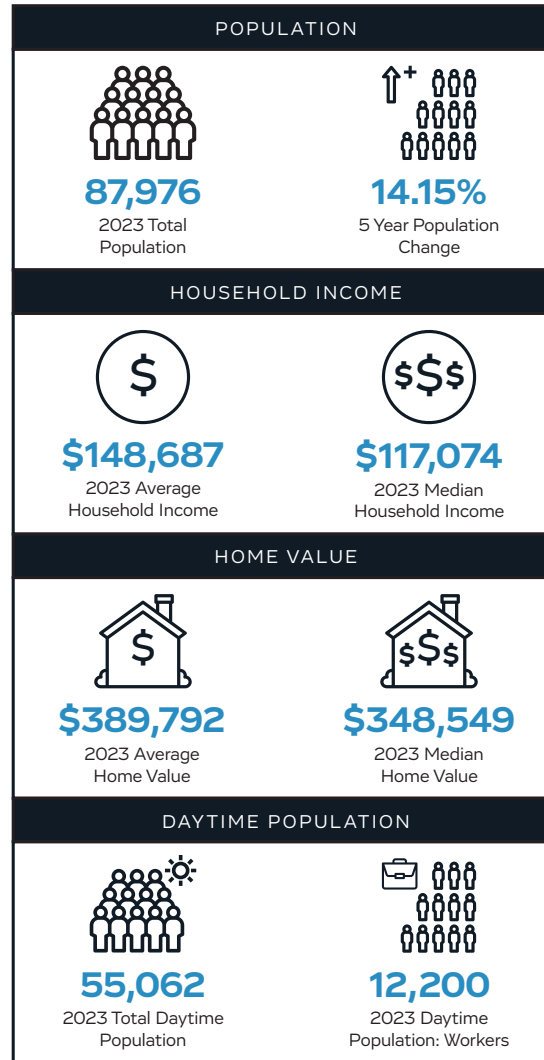 POPULATION
87,976
2023 Total
Population
14.15%
5 Year Population
Change
HOUSEHOLD INCOME
$
$148,687
2023 Average
Household Income
$$$
$117,074
2023 Median
Household Income
HOME VALUE
$
$389,792
2023 Average
Home Value
$$$
$348,549
2023 Median
Home Value
DAYTIME POPULATION
55,062
2023 Total Daytime
Population
12,200
2023 Daytime
Population: Workers